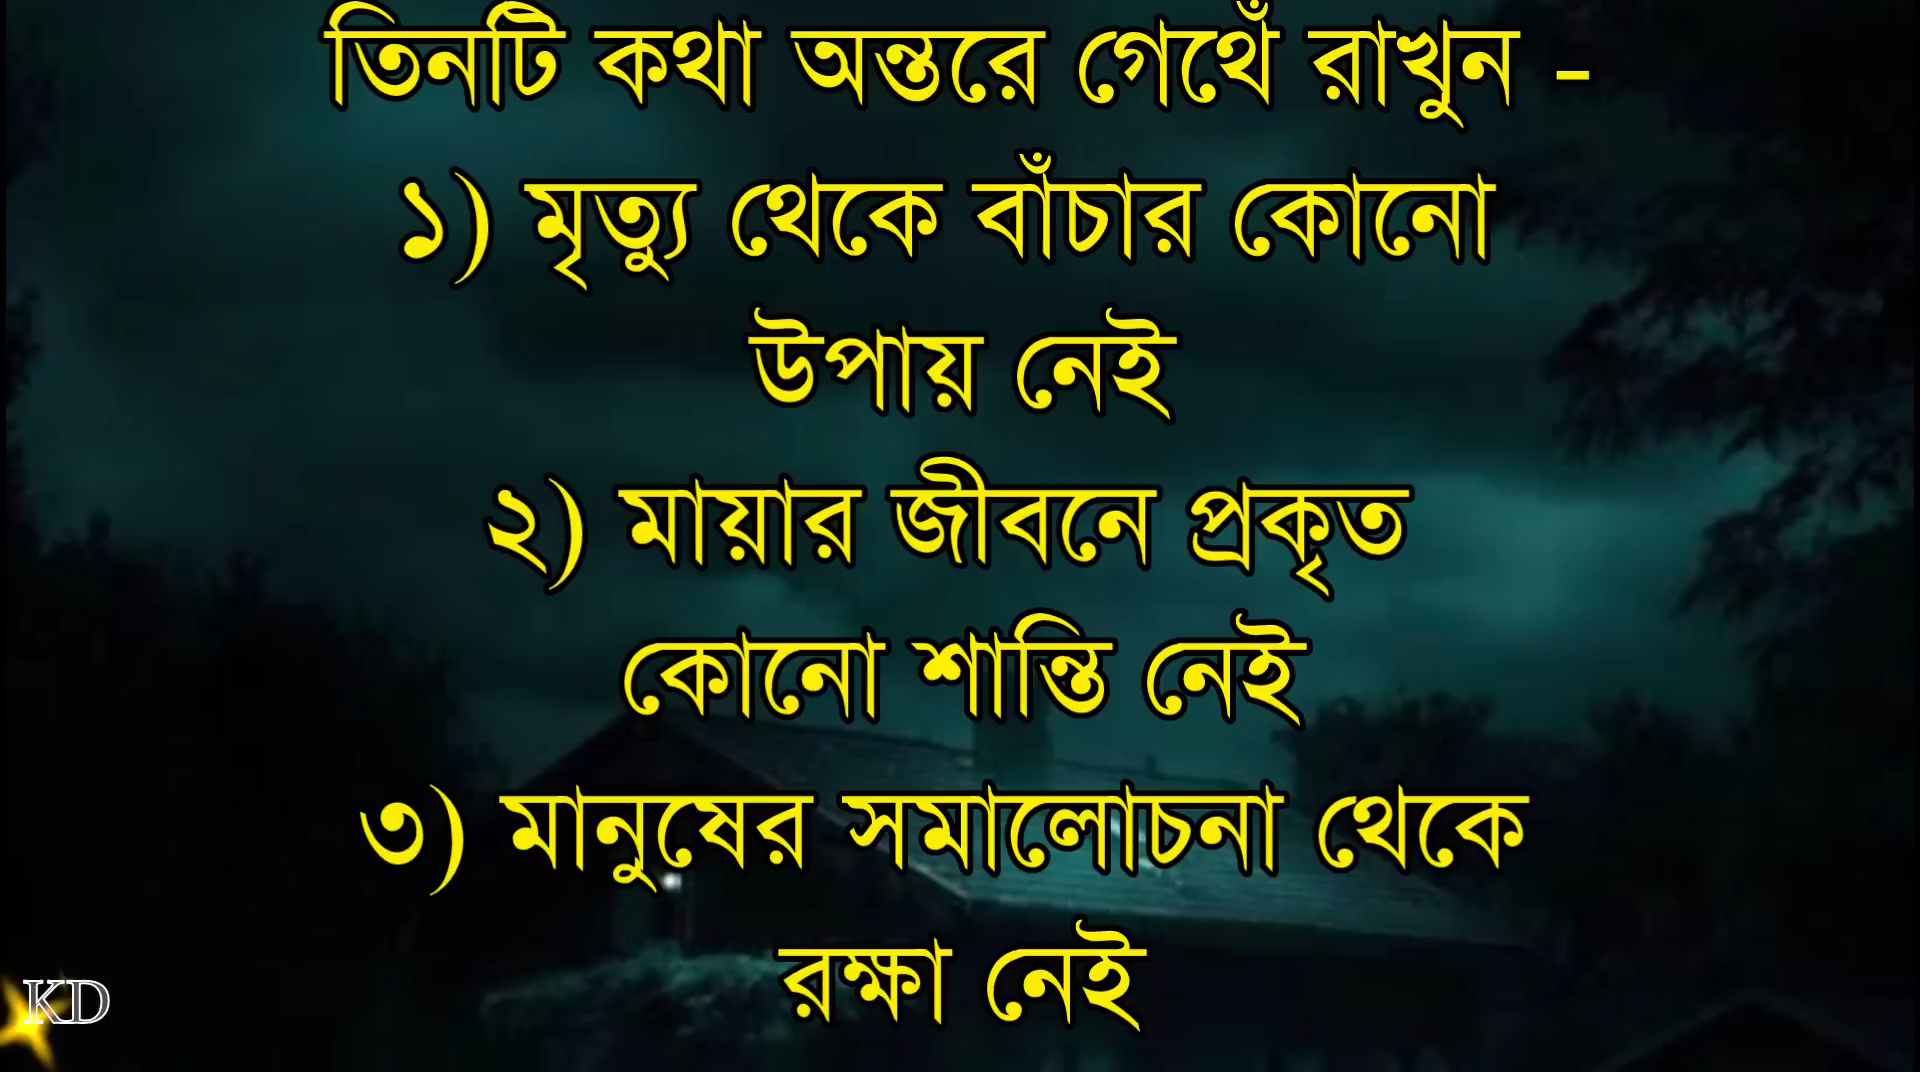 তিনটি কথা অন্তরে গেথেঁ রাখুন -
১) মৃত্যু থেকে বাঁচার কোনো
উপায় নেই
২) মায়ার জীবনে প্রকৃত
কোনো শান্তি নেই
৩) মানুষের সমালোচনা থেকে
রক্ষা নেই
KD